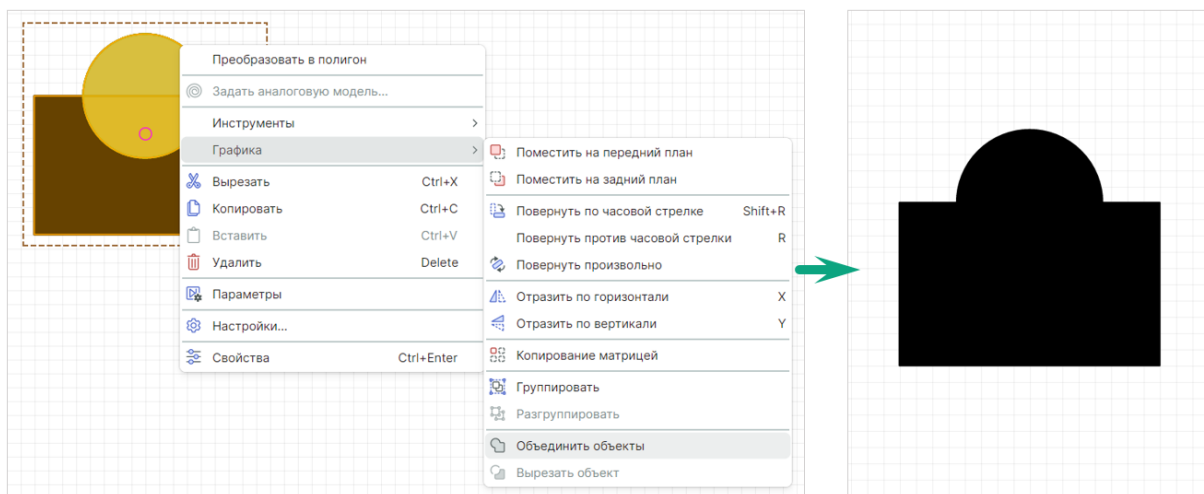 Преобразовать в полигон
Задать аналоговую модель...
Инструменты
Графика
Вырезать Ctrl+X
Копировать Ctrl+C
Вставить Ctrl+V
Удалить Delete
Параметры
Настройки...
Свойства Ctrl+Enter
Поместить на передний план
Поместить на задний план
Повернуть по часовой стрелке Shift+R
Повернуть против часовой стрелки R
Повернуть произвольно
Отразить по горизонтали X
Отразить по вертикали Y
Копирование матрицей
Группировать
Разгруппировать
Объединить объекты
Вырезать объект